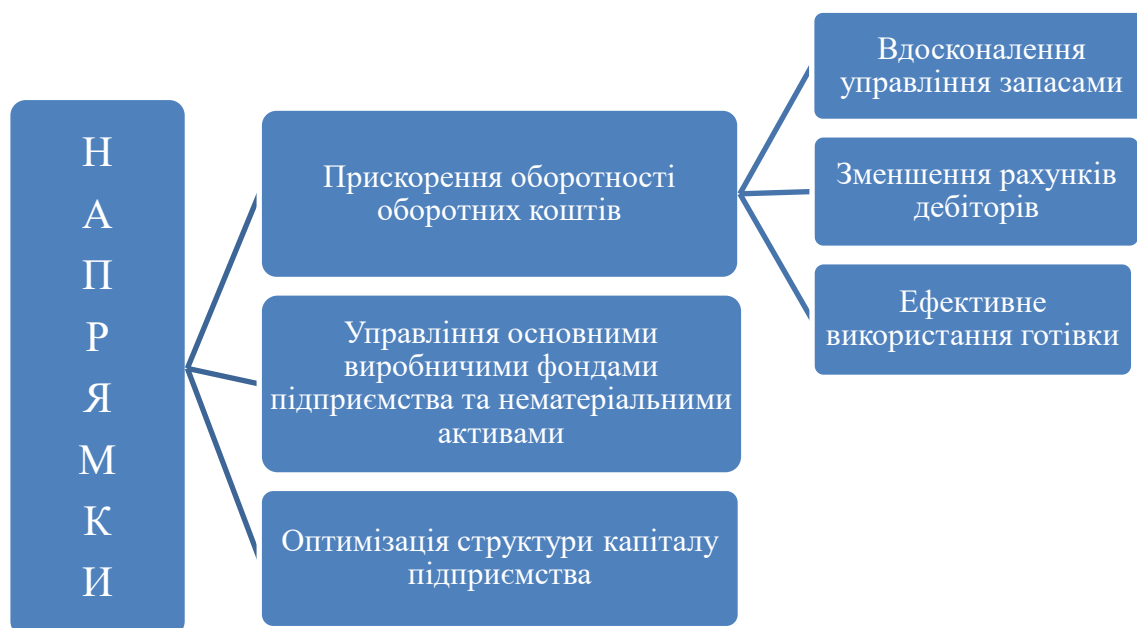 НАПРЯМКИ
Прискорення оборотності
оборотних коштів
Управління основними
виробничими фондами
підприємства та нематеріальними
активами
Оптимізація структури капіталу
підприємства
Вдосконалення
управління запасами
Зменшення рахунків
дебіторів
Ефективне
використання готівки